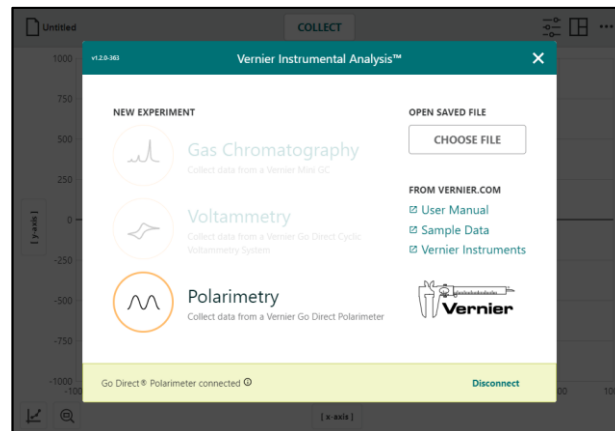 Untitled
COLLECT
v1.2.0-363
Vernier Instrumental Analysis™
NEW EXPERIMENT
Gas Chromatography
Collect data from a Vernier Mini GC
Voltammetry
Collect data from a Vernier Go Direct Cyclic
Voltammetry System
Polarimetry
Collect data from a Vernier Go Direct Polarimeter
OPEN SAVED FILE
CHOOSE FILE
FROM VERNIER.COM
User Manual
Sample Data
Vernier Instruments
Vernier
Go Direct® Polarimeter connected
Disconnect
1000
750
500
250
0
-250
-500
-750
-1000
[ y-axis ]
[ x-axis ]